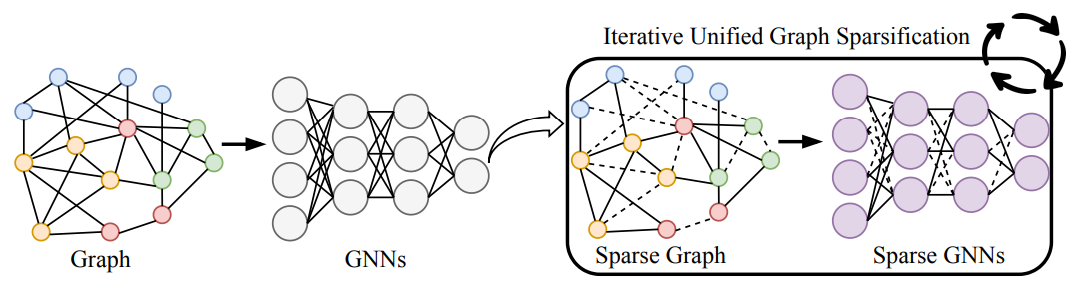 Iterative Unified Graph Sparsification
Graph
GNNs
Sparse Graph
Sparse GNNs